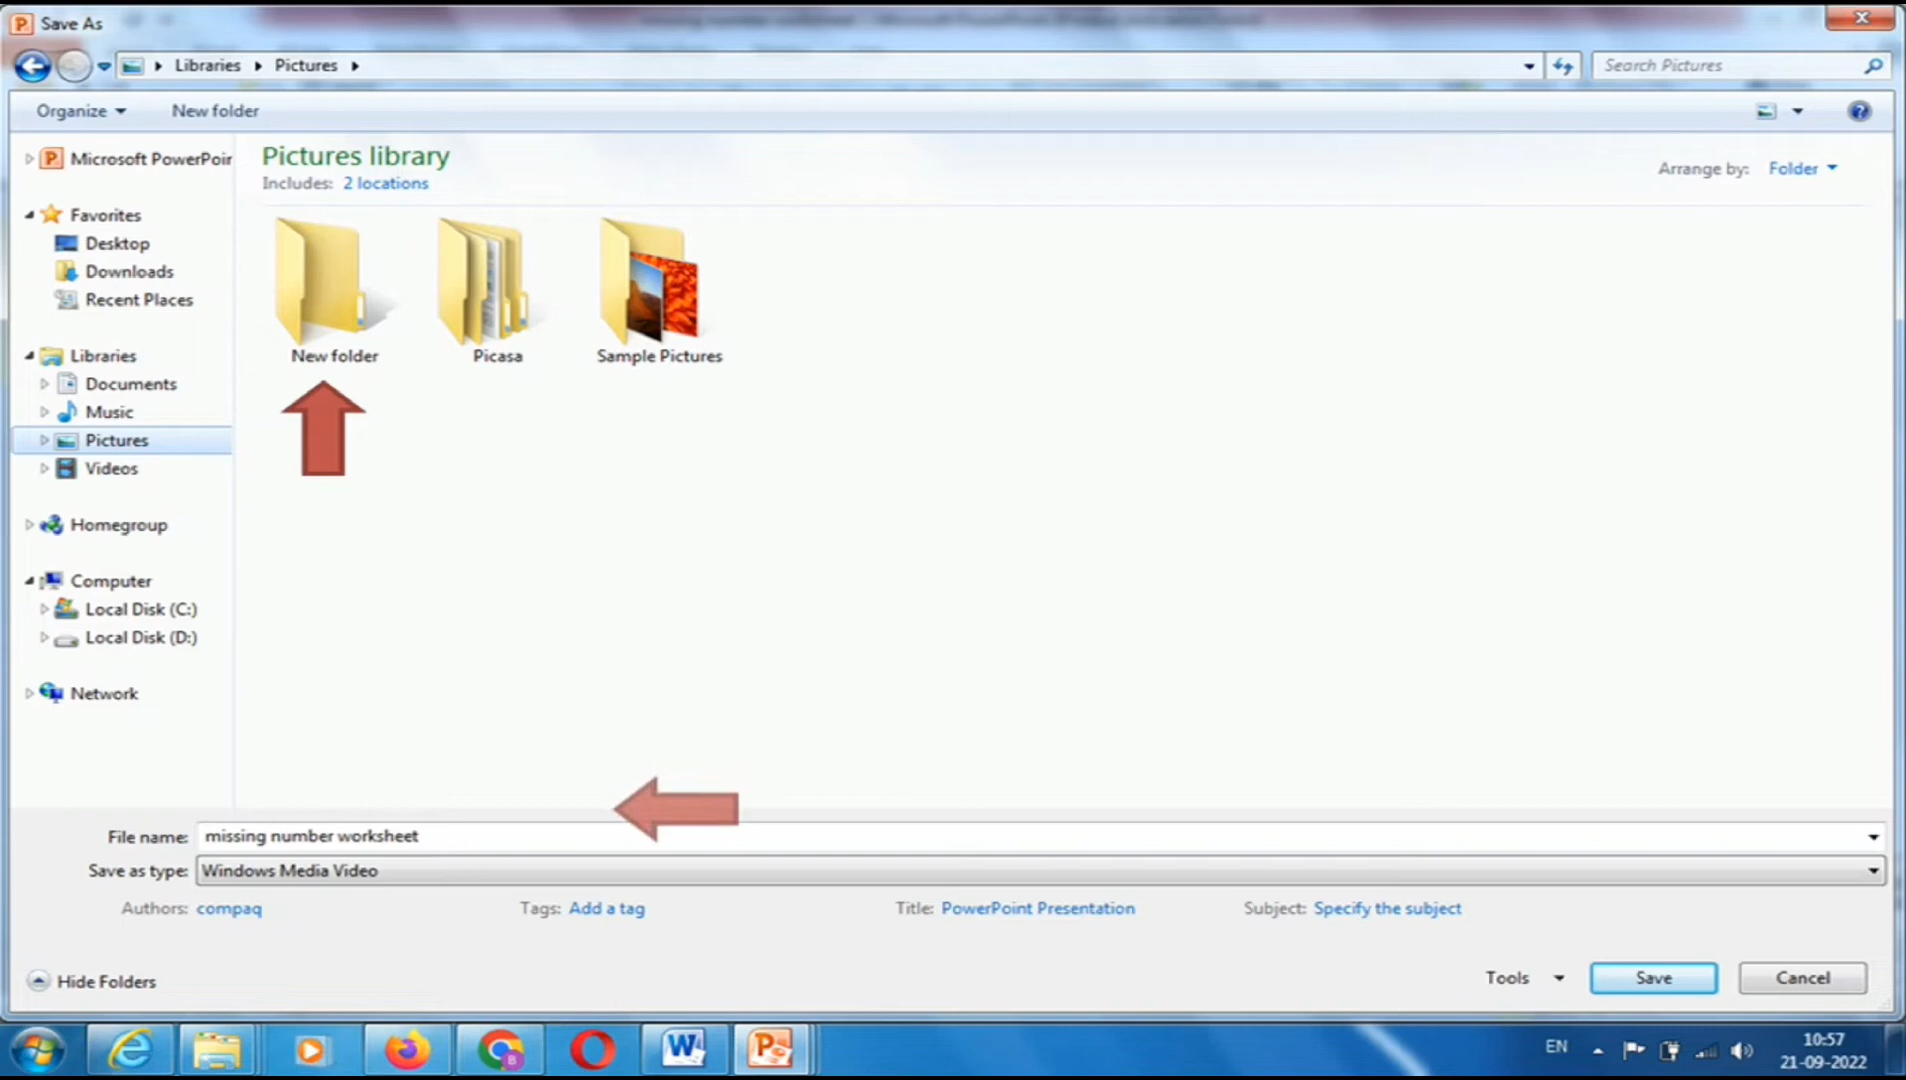 Save As
Libraries Pictures
Search Pictures
Organize
New folder
Microsoft PowerPoir
Favorites
Desktop
Downloads
Recent Places
Libraries
Documents
Music
Pictures
Videos
Homegroup
Computer
Local Disk (C:)
Local Disk (D:)
Network
Pictures library
Includes: 2 locations
Arrange by: Folder
New folder
Picasa
Sample Pictures
File name: missing number worksheet
Save as type: Windows Media Video
Authors: compaq
Tags: Add a tag
Title: PowerPoint Presentation
Subject: Specify the subject
Hide Folders
Tools
Save
Cancel
EN
10:57
21-09-2022